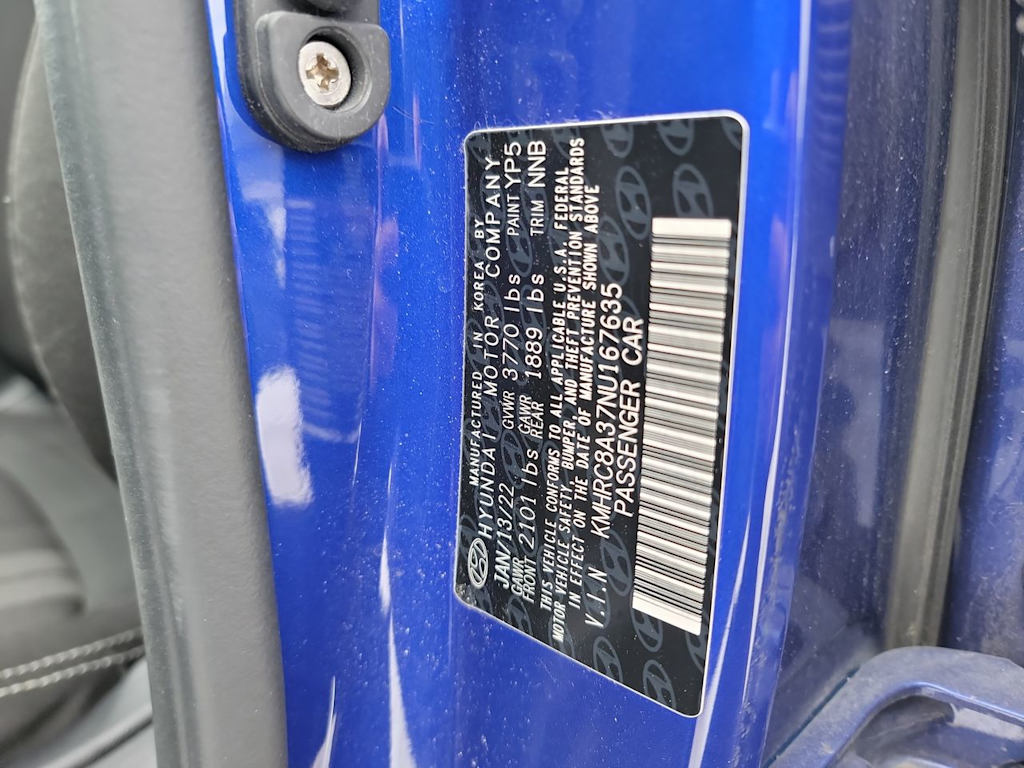 MANUFACTURED IN KOREA BY
HYUNDAI MOTOR COMPANY
JAN/13/22 GVWR 3770 lbs PAINT YP5
GAWR FRONT 2101 lbs GAWR REAR 1889 lbs TRIM NNB
THIS VEHICLE CONFORMS TO ALL APPLICABLE U.S.A. FEDERAL
MOTOR VEHICLE SAFETY, BUMPER, AND THEFT PREVENTION STANDARDS
IN EFFECT ON THE DATE OF MANUFACTURE SHOWN ABOVE
V.I.N KMHRC8A37NU167635
PASSENGER CAR